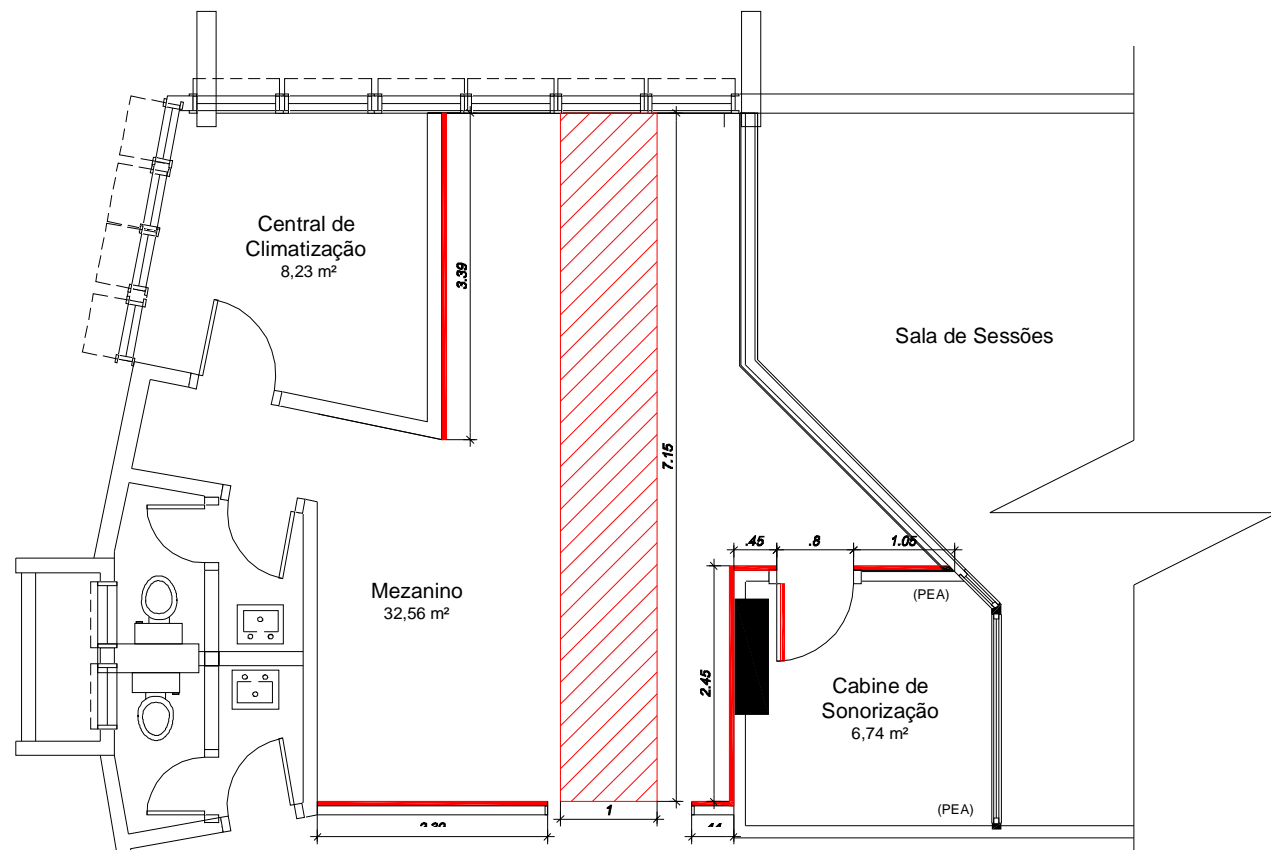 Central de
Climatização
8,23 m²
3.39
Sala de Sessões
7.15
.45
.8
1.05
Mezanino
32,56 m²
(PEA)
2.45
Cabine de
Sonorização
6,74 m²
(PEA)
1